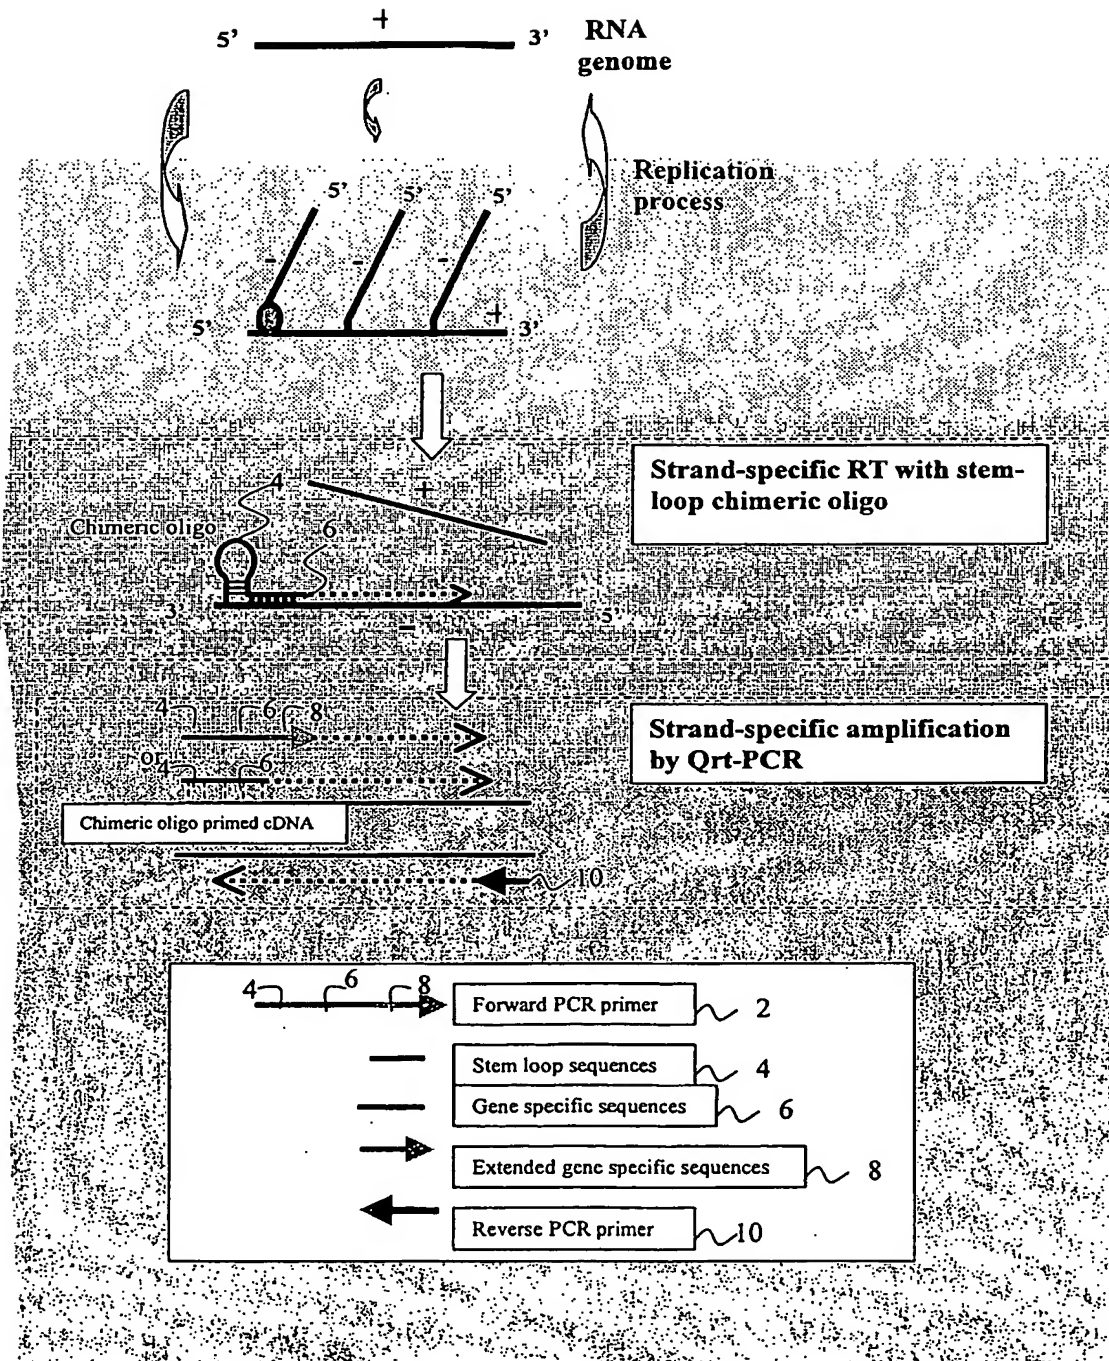 +
5' 3' RNA
genome
Replication
process
5' 5' 5'
- - -
+
5' 3'
Strand-specific RT with stem-
loop chimeric oligo
4
+
Chimeric oligo
6
3' 5'
-
4 6 8
Strand-specific amplification
by Qrt-PCR
or
4 6
Chimeric oligo primed cDNA
10
4 6 8
Forward PCR primer 2
Stem loop sequences 4
Gene specific sequences 6
Extended gene specific sequences 8
Reverse PCR primer 10